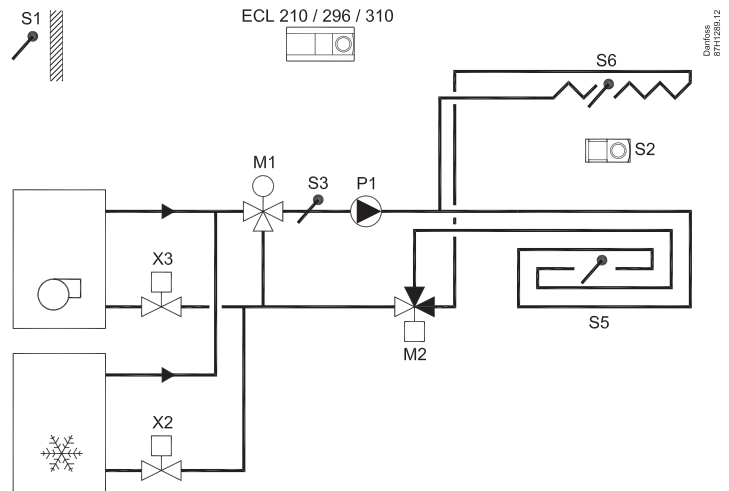 S1
ECL 210 / 296 / 310
Danfoss
87H1289.12
S6
S2
M1
S3
P1
X3
S5
M2
X2